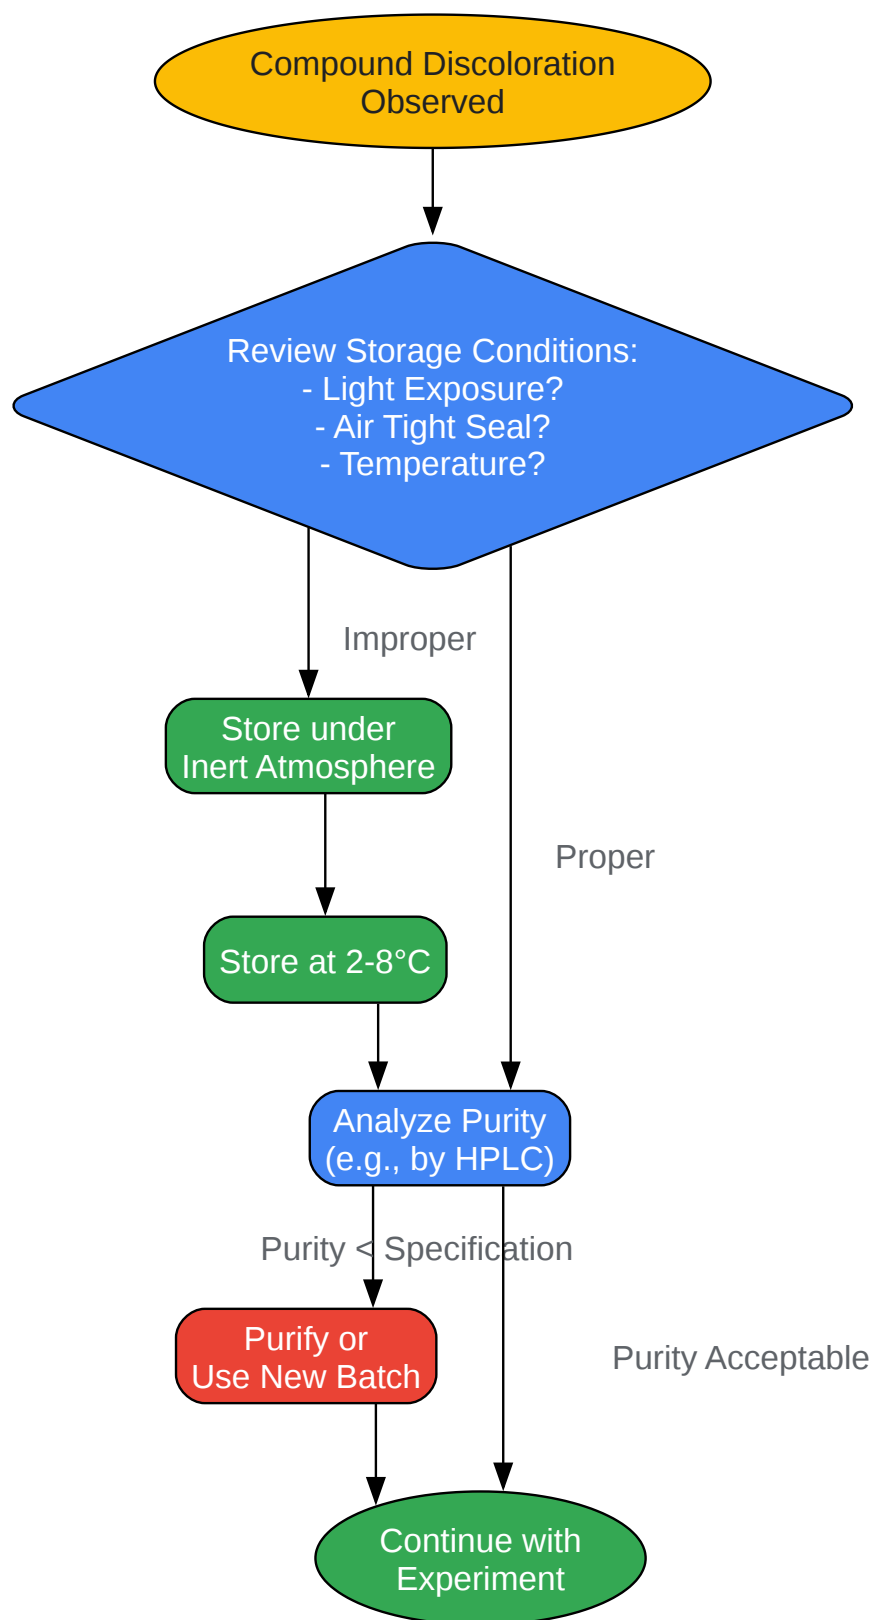 Compound Discoloration
Observed
Review Storage Conditions:
- Light Exposure?
- Air Tight Seal?
- Temperature?
Improper
Store under
Inert Atmosphere
Proper
Store at 2-8°C
Analyze Purity
(e.g., by HPLC)
Purity < Specification
Purify or
Use New Batch
Purity Acceptable
Continue with
Experiment